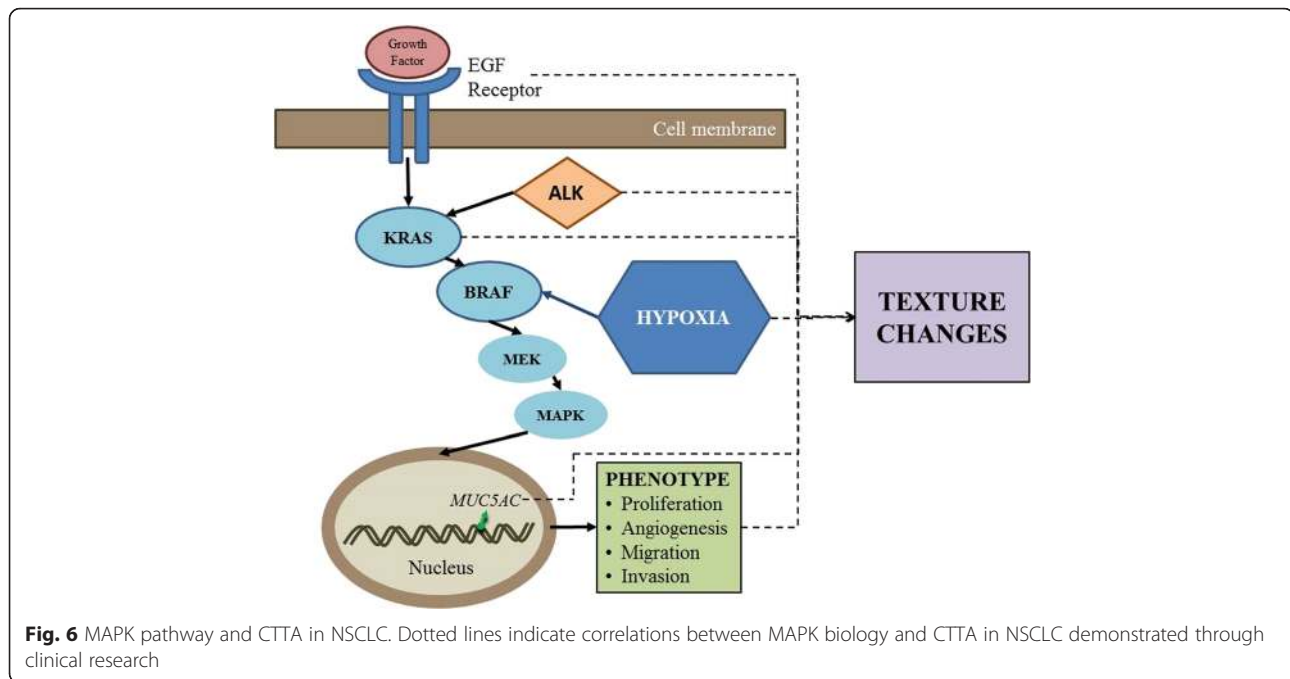 Growth
Factor
EGF
Receptor
Cell membrane
ALK
KRAS
BRAF
HYPOXIA
TEXTURE
CHANGES
MEK
MAPK
MUC5AC
Nucleus
PHENOTYPE
• Proliferation
• Angiogenesis
• Migration
• Invasion
Fig. 6 MAPK pathway and CTTA in NSCLC. Dotted lines indicate correlations between MAPK biology and CTTA in NSCLC demonstrated through
clinical research